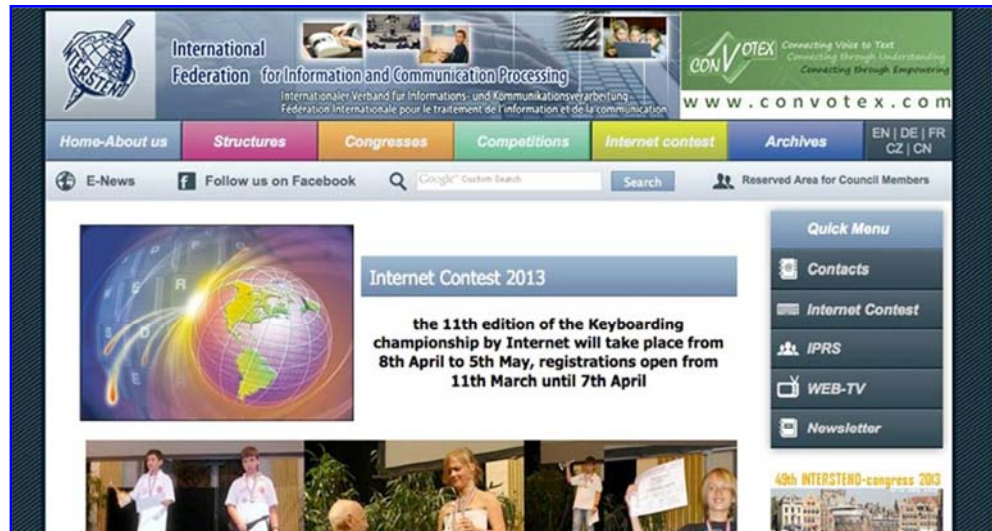 INTERSTENO
International
Federation for Information and Communication Processing
Internationaler Verband für Informations- und Kommunikationsverarbeitung
Fédération Internationale pour le traitement de l'information et de la communication
CONVOTEX
Connecting Voice to Text
Connecting through Understanding
Connecting through Empowering
www.convotex.com
Home-About us
Structures
Congresses
Competitions
Internet contest
Archives
EN | DE | FR
CZ | CN
E-News
Follow us on Facebook
Google™ Custom Search
Search
Reserved Area for Council Members
Internet Contest 2013
the 11th edition of the Keyboarding
championship by Internet will take place from
8th April to 5th May, registrations open from
11th March until 7th April
Quick Menu
Contacts
Internet Contest
IPRS
WEB-TV
Newsletter
49th INTERSTENO-congress 2013